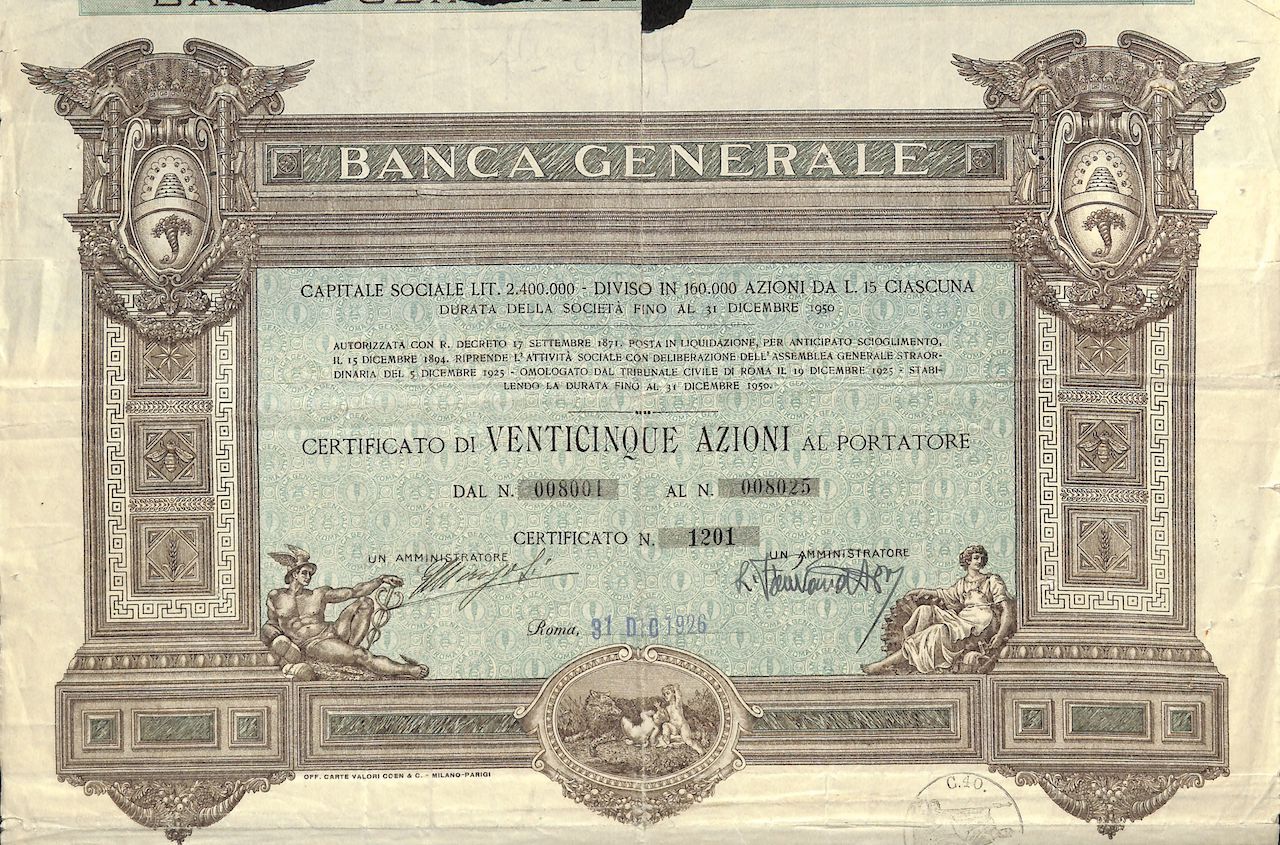 BANCA GENERALE
CAPITALE SOCIALE LIT. 2.400.000 - DIVISO IN 160.000 AZIONI DA L. 15 CIASCUNA
DURATA DELLA SOCIETÀ FINO AL 31 DICEMBRE 1950
AUTORIZZATA CON R. DECRETO 17 SETTEMBRE 1871. POSTA IN LIQUIDAZIONE, PER ANTICIPATO SCIOGLIMENTO,
IL 15 DICEMBRE 1894. RIPRENDE L'ATTIVITÀ SOCIALE CON DELIBERAZIONE DELL'ASSEMBLEA GENERALE STRAOR-
DINARIA DEL 5 DICEMBRE 1925 - OMOLOGATO DAL TRIBUNALE CIVILE DI ROMA IL 19 DICEMBRE 1925 - STABI-
LENDO LA DURATA FINO AL 31 DICEMBRE 1950.
CERTIFICATO DI VENTICINQUE AZIONI AL PORTATORE
DAL N. 008001 AL N. 008025
CERTIFICATO N. 1201
UN AMMINISTRATORE UN AMMINISTRATORE
Roma, 31 DIC 1926
OFF. CARTE VALORI COEN & C. - MILANO-PARIGI
C.40.